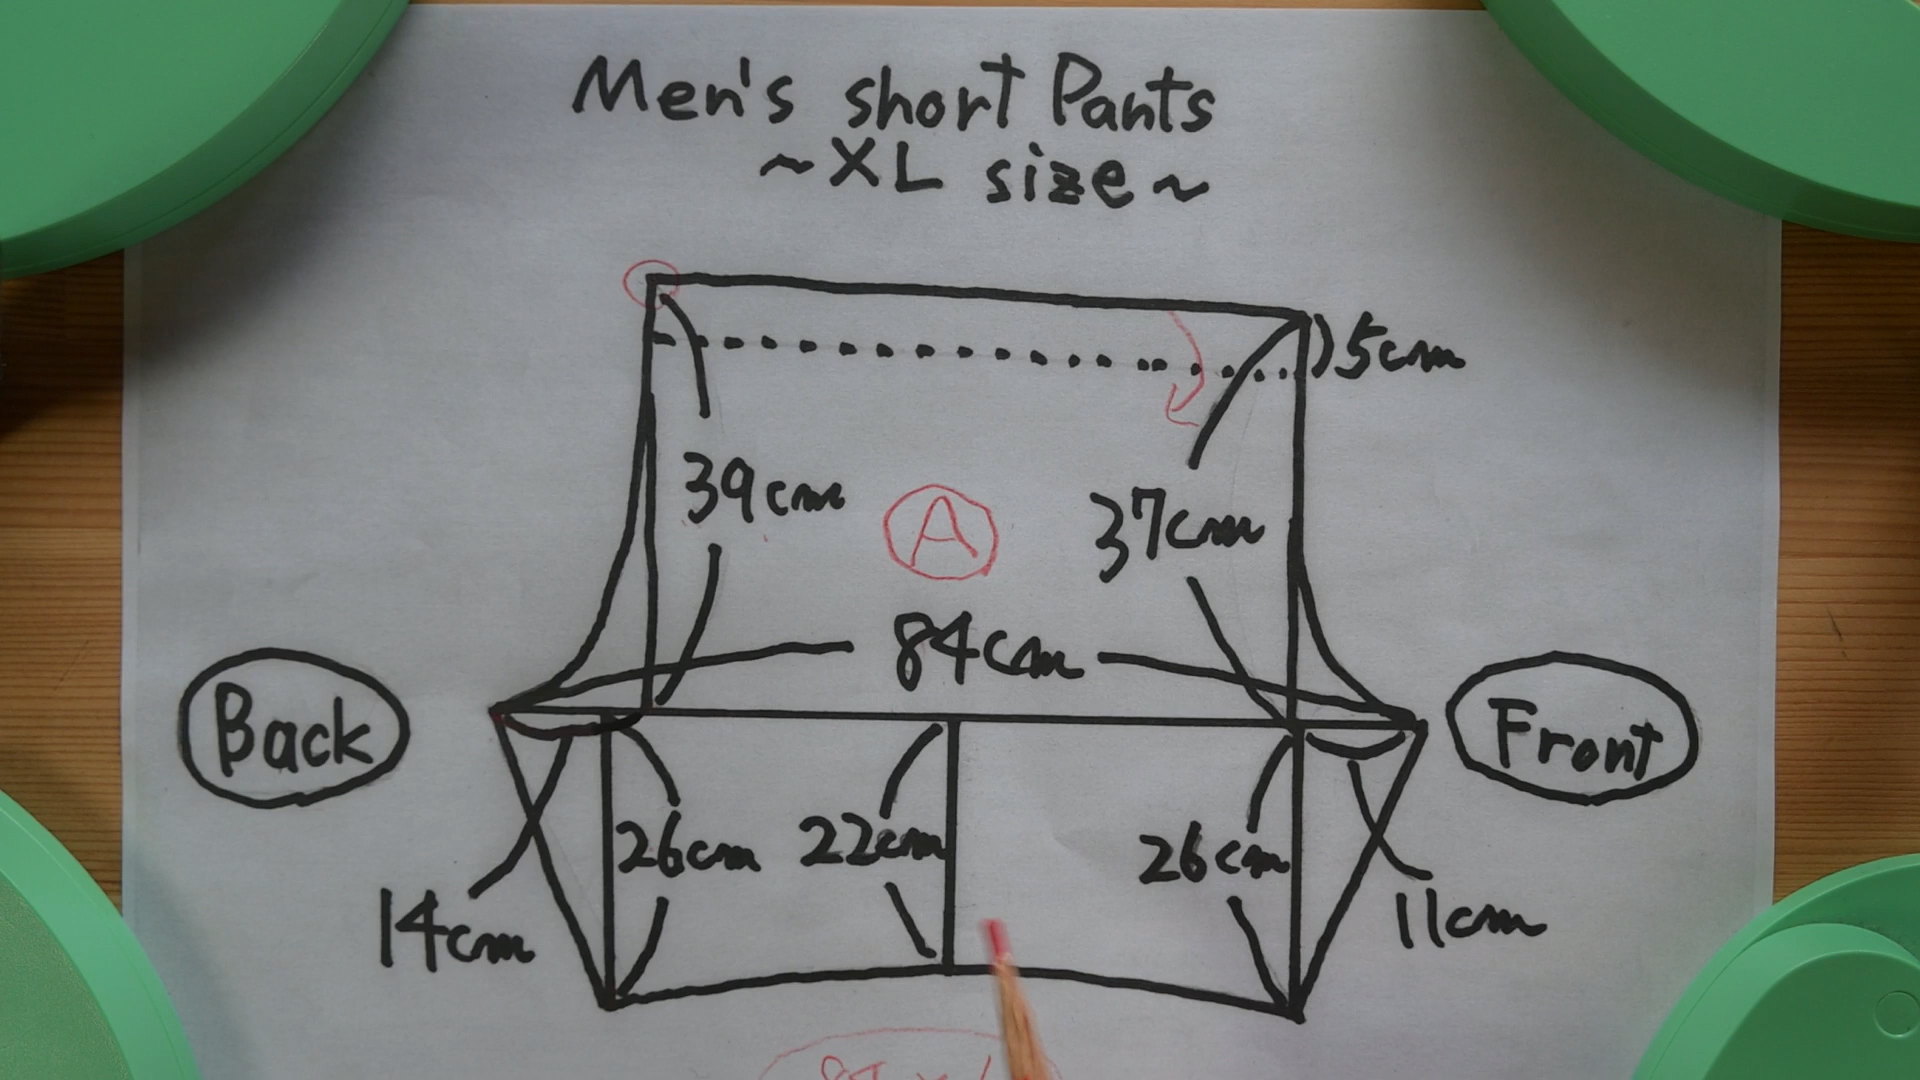 Men's short Pants
~XL size~
5cm
39cm
A
37cm
84cm
Back
Front
26cm
22cm
26cm
14cm
11cm